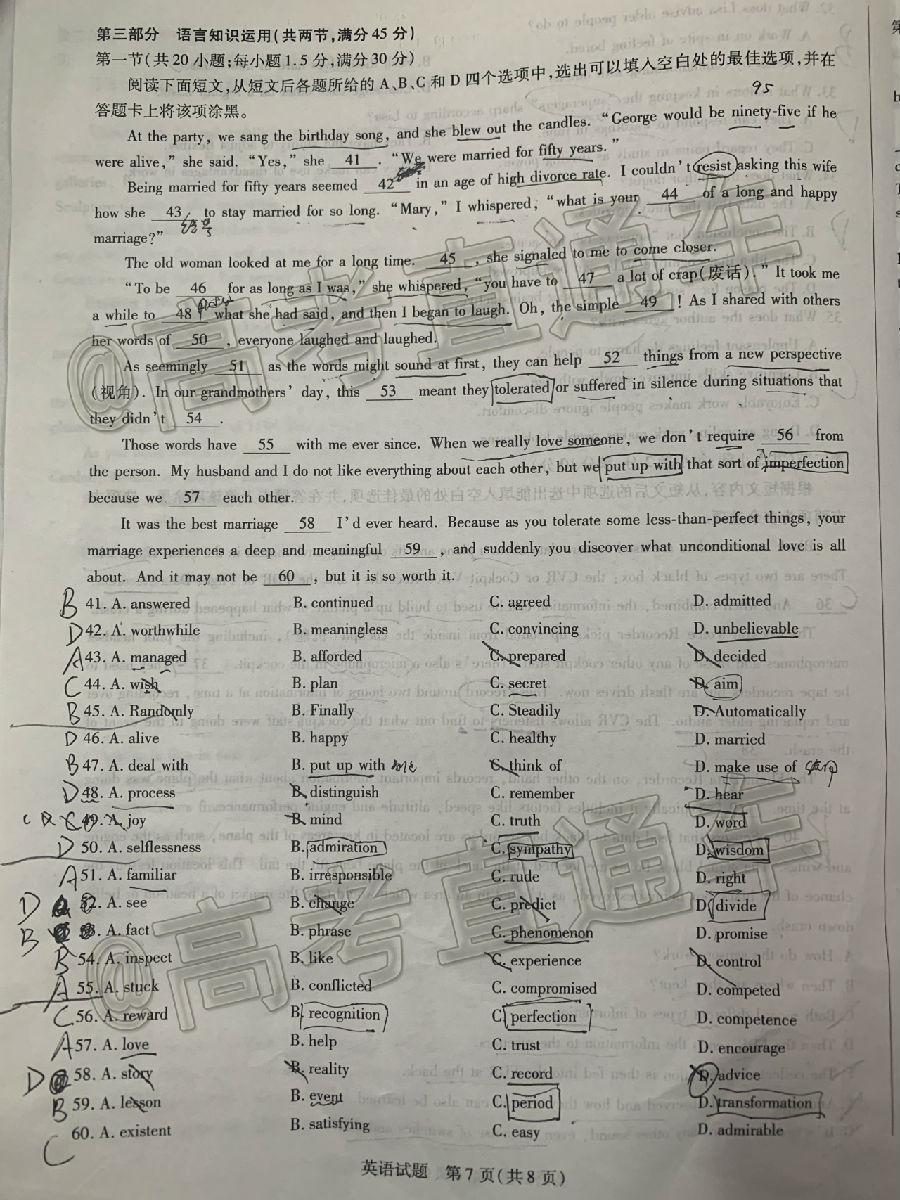 第三部分 语言知识运用(共两节,满分45分)
第一节(共20小题;每小题1.5分,满分30分)
阅读下面短文,从短文后各题所给的A、B、C和D四个选项中,选出可以填入空白处的最佳选项,并在
答题卡上将该项涂黑。
95
At the party, we sang the birthday song, and she blew out the candles. “George would be ninety-five if he
were alive,” she said. “Yes,” she 41 . “We were married for fifty years.”
Being married for fifty years seemed 42 in an age of high divorce rate. I couldn't resist asking this wife
how she 43 to stay married for so long. “Mary,” I whispered, “what is your 44 of a long and happy
marriage?”
The old woman looked at me for a long time. 45 , she signaled to me to come closer.
“To be 46 for as long as I was,” she whispered, “you have to 47 a lot of crap(废话).” It took me
a while to 48 what she had said, and then I began to laugh. Oh, the simple 49 ! As I shared with others
her words of 50 , everyone laughed and laughed.
As seemingly 51 as the words might sound at first, they can help 52 things from a new perspective
(视角). In our grandmothers' day, this 53 meant they tolerated or suffered in silence during situations that
they didn't 54 .
Those words have 55 with me ever since. When we really love someone, we don't require 56 from
the person. My husband and I do not like everything about each other, but we put up with that sort of imperfection
because we 57 each other.
It was the best marriage 58 I'd ever heard. Because as you tolerate some less-than-perfect things, your
marriage experiences a deep and meaningful 59 , and suddenly you discover what unconditional love is all
about. And it may not be 60 , but it is so worth it.
B 41. A. answered B. continued C. agreed D. admitted
D 42. A. worthwhile B. meaningless C. convincing D. unbelievable
A 43. A. managed B. afforded C. prepared D. decided
C 44. A. wish B. plan C. secret D. aim
B 45. A. Randomly B. Finally C. Steadily D. Automatically
D 46. A. alive B. happy C. healthy D. married
B 47. A. deal with B. put up with C. think of D. make use of
D 48. A. process B. distinguish C. remember D. hear
49. A. joy B. mind C. truth D. word
D 50. A. selflessness B. admiration C. sympathy D. wisdom
A 51. A. familiar B. irresponsible C. rude D. right
D 52. A. see B. change C. predict D. divide
B 53. A. fact B. phrase C. phenomenon D. promise
B 54. A. inspect B. like C. experience D. control
A 55. A. stuck B. conflicted C. compromised D. competed
C 56. A. reward B. recognition C. perfection D. competence
A 57. A. love B. help C. trust D. encourage
D 58. A. story B. reality C. record D. advice
B 59. A. lesson B. event C. period D. transformation
C 60. A. existent B. satisfying C. easy D. admirable
英语试题 第7页(共8页)
@高考直通车
@高考直通车